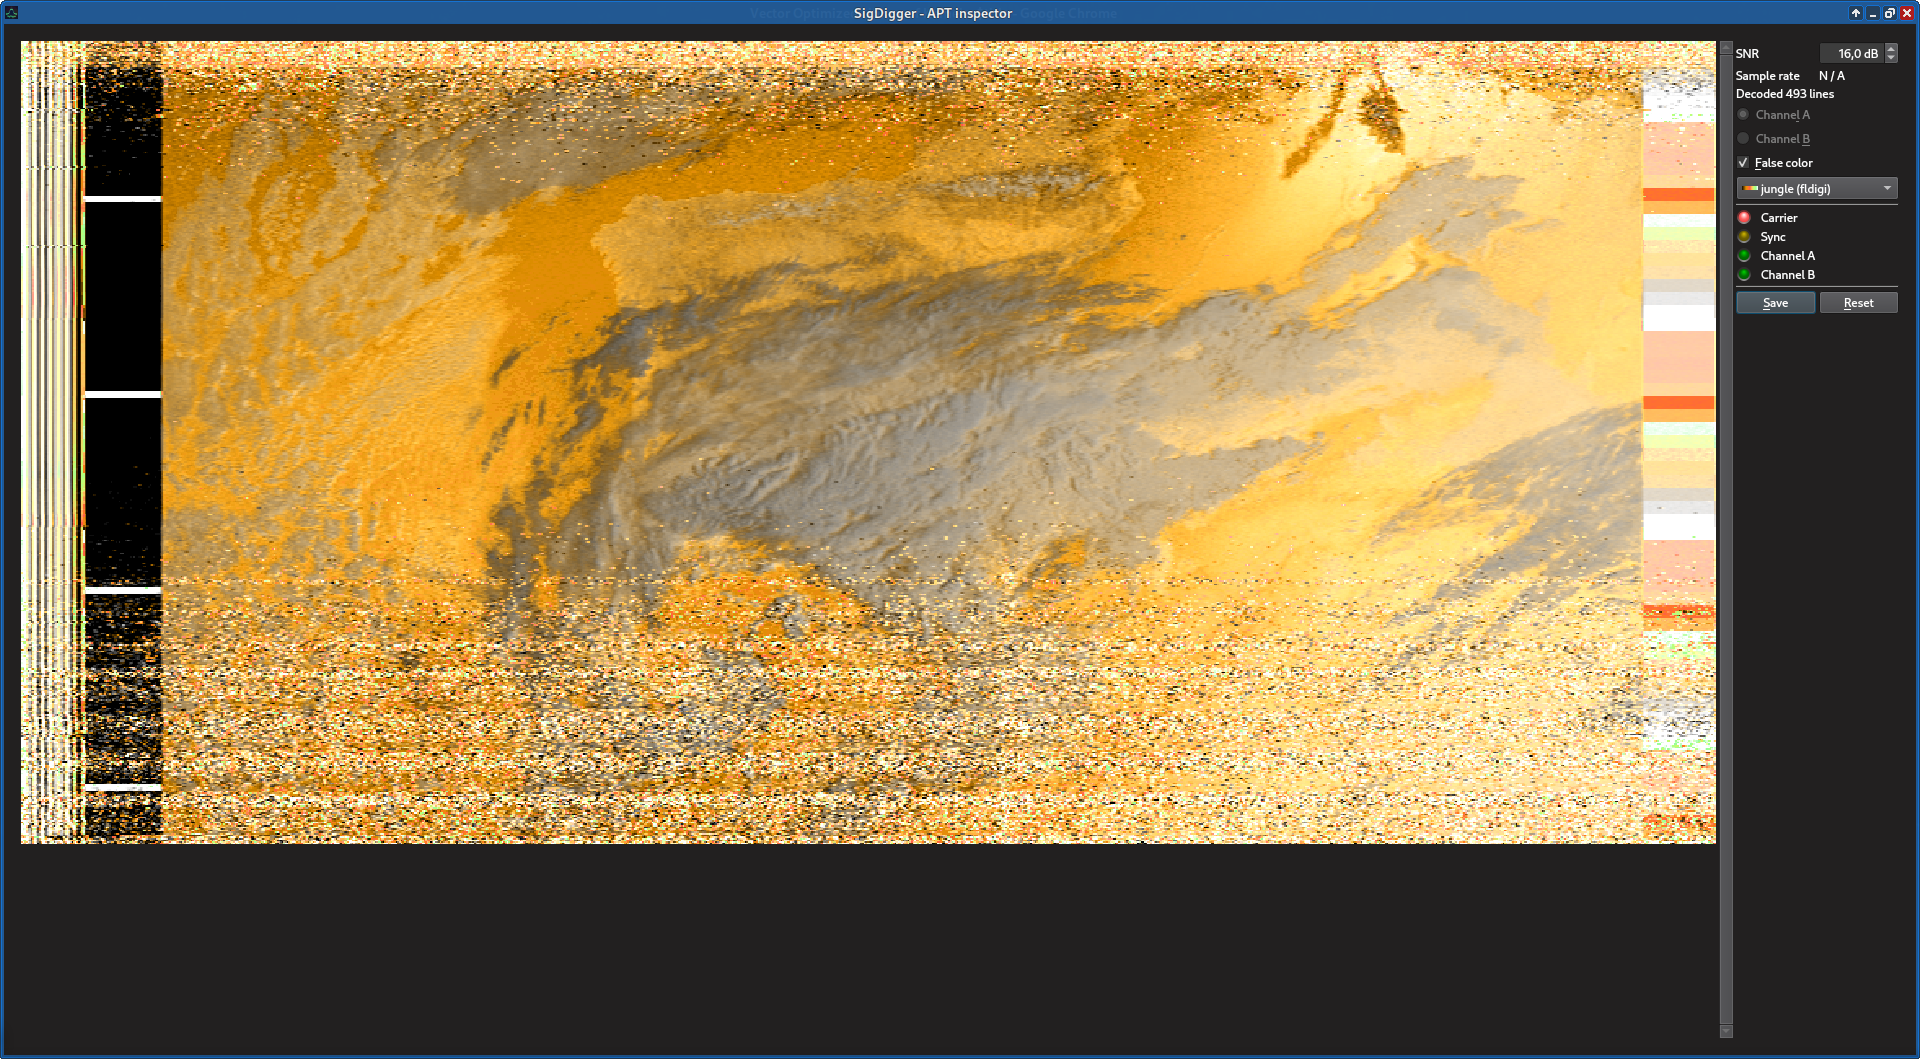 SigDigger - APT inspector
SNR 16,0 dB
Sample rate N / A
Decoded 493 lines
Channel A
Channel B
False color
jungle (fldigi)
Carrier
Sync
Channel A
Channel B
Save Reset